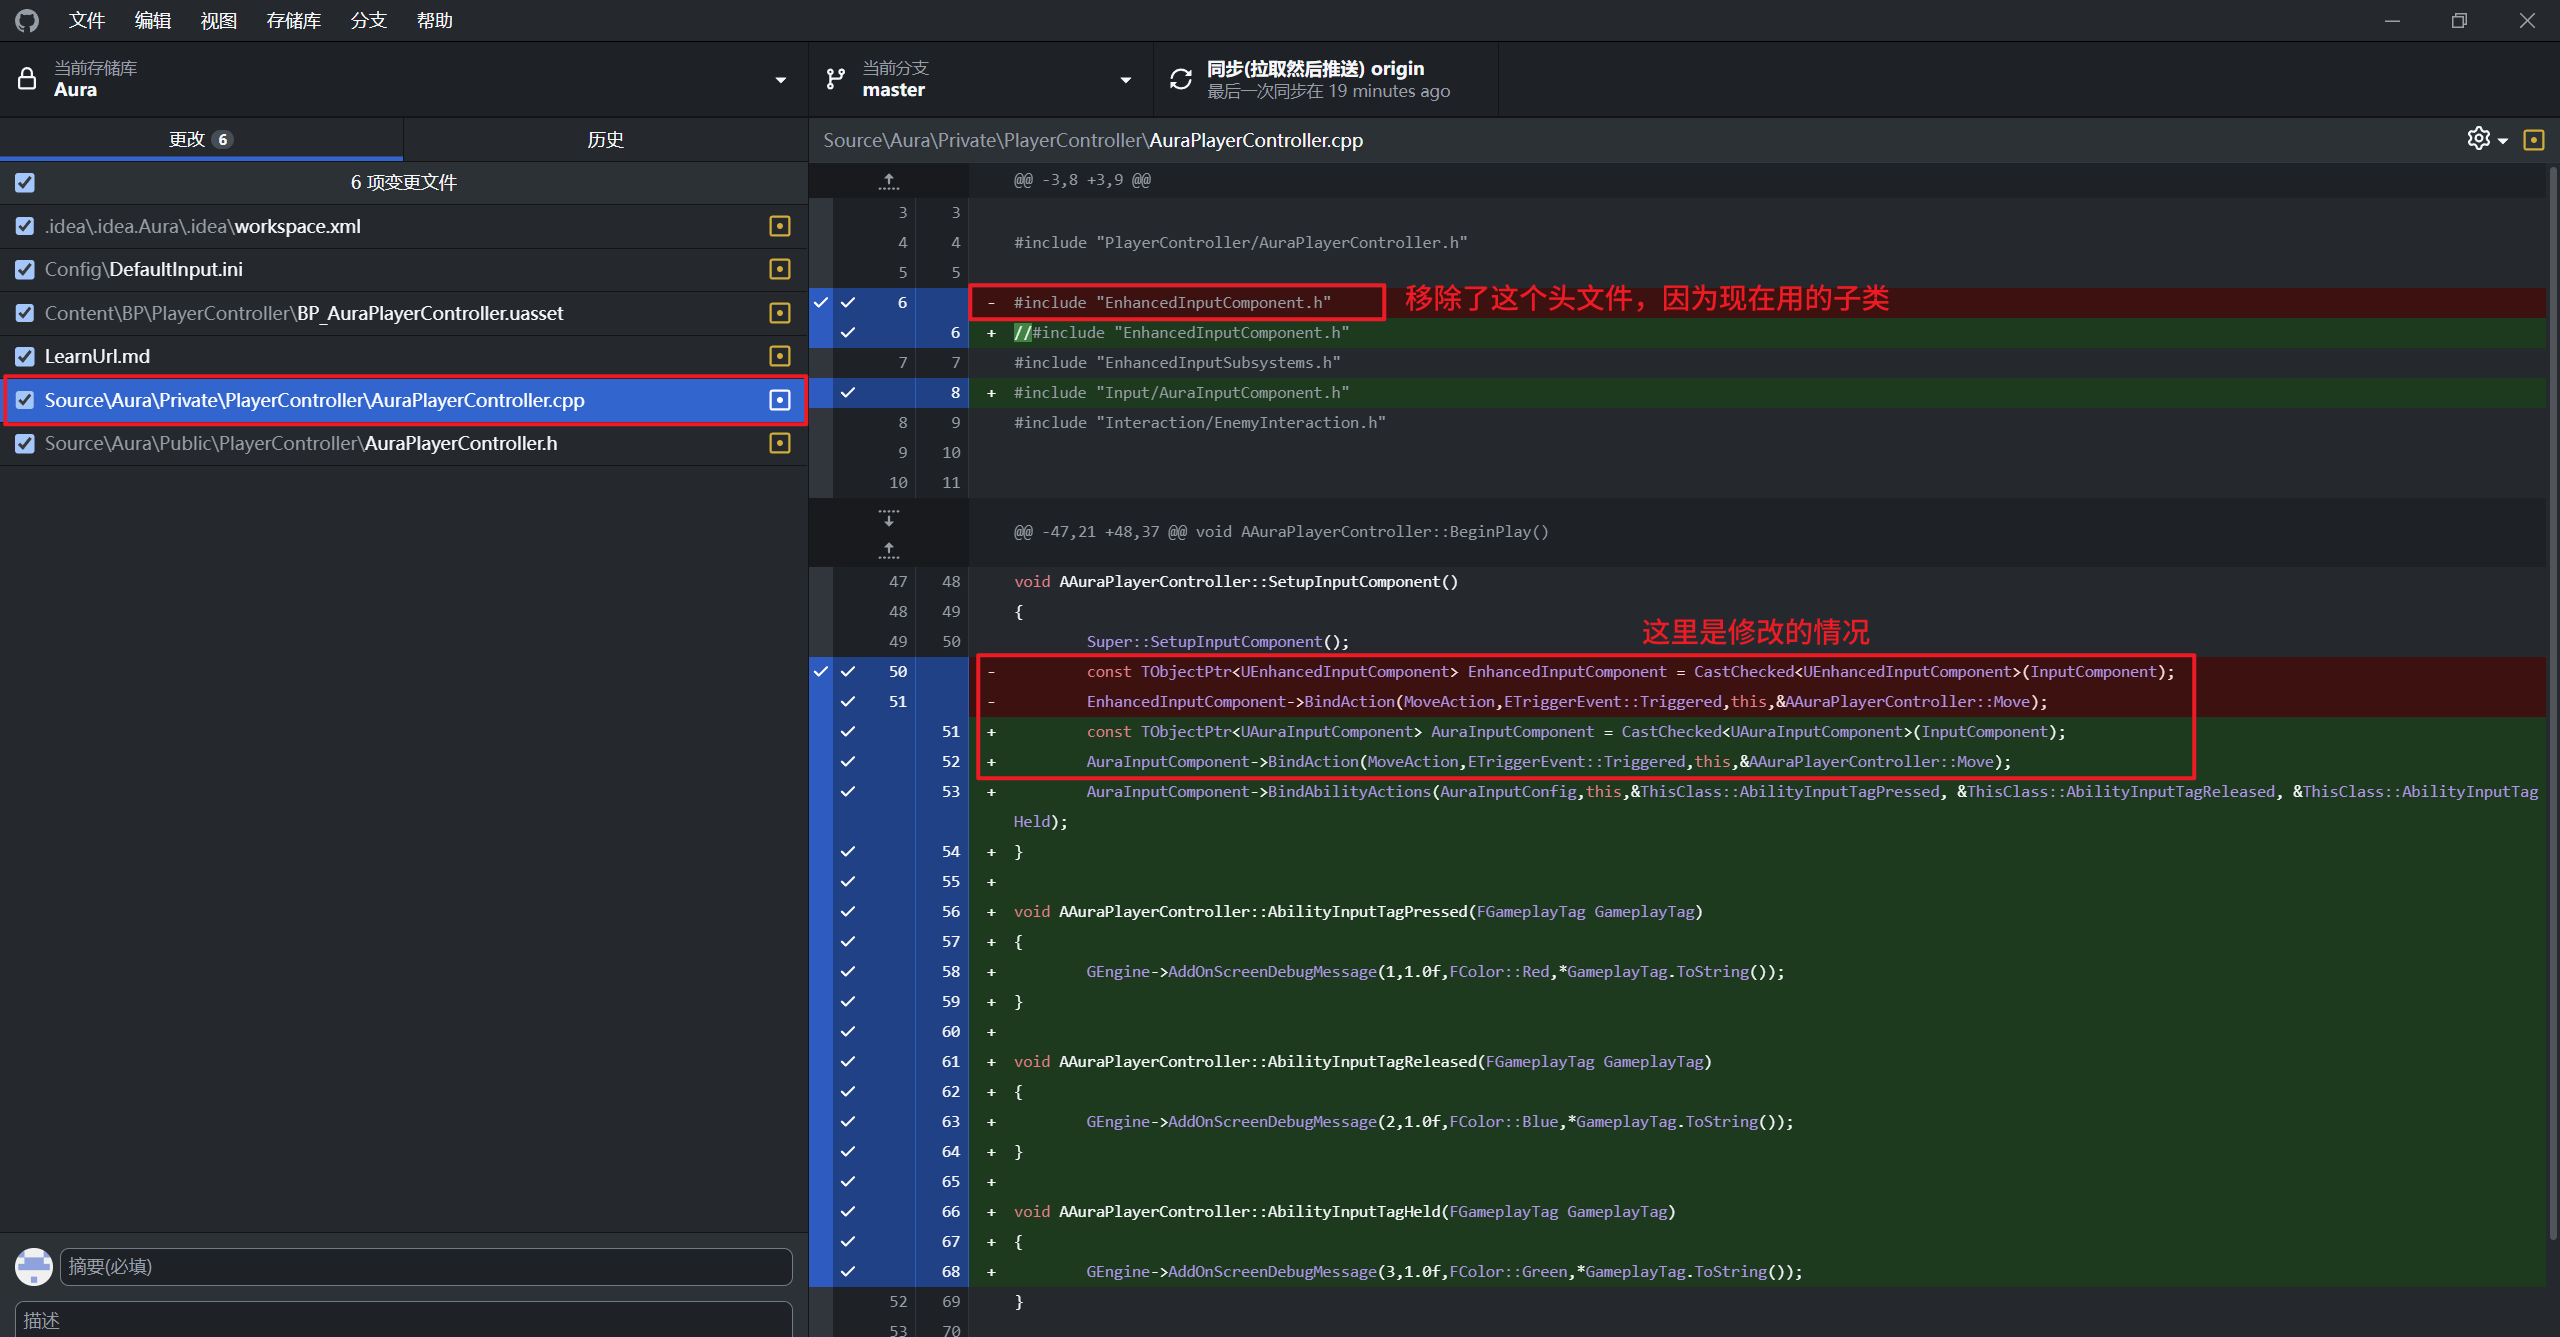 文件 编辑 视图 存储库 分支 帮助
当前存储库
Aura
当前分支
master
同步(拉取然后推送) origin
最后一次同步在 19 minutes ago
更改 6
历史
6 项变更文件
.idea\.idea.Aura\.idea\workspace.xml
Config\DefaultInput.ini
Content\BP\PlayerController\BP_AuraPlayerController.uasset
LearnUrl.md
Source\Aura\Private\PlayerController\AuraPlayerController.cpp
Source\Aura\Public\PlayerController\AuraPlayerController.h
摘要(必填)
描述
Source\Aura\Private\PlayerController\AuraPlayerController.cpp
@@ -3,8 +3,9 @@
3 3
4 4 #include "PlayerController/AuraPlayerController.h"
5 5
6 - #include "EnhancedInputComponent.h" 移除了这个头文件，因为现在用的子类
6 + //#include "EnhancedInputComponent.h"
7 7 #include "EnhancedInputSubsystems.h"
8 + #include "Input/AuraInputComponent.h"
8 9 #include "Interaction/EnemyInteraction.h"
9 10
10 11
@@ -47,21 +48,37 @@ void AAuraPlayerController::BeginPlay()
47 48 void AAuraPlayerController::SetupInputComponent()
48 49 {
49 50 Super::SetupInputComponent();
这里是修改的情况
50 - const TObjectPtr<UEnhancedInputComponent> EnhancedInputComponent = CastChecked<UEnhancedInputComponent>(InputComponent);
51 - EnhancedInputComponent->BindAction(MoveAction,ETriggerEvent::Triggered,this,&AAuraPlayerController::Move);
51 + const TObjectPtr<UAuraInputComponent> AuraInputComponent = CastChecked<UAuraInputComponent>(InputComponent);
52 + AuraInputComponent->BindAction(MoveAction,ETriggerEvent::Triggered,this,&AAuraPlayerController::Move);
53 + AuraInputComponent->BindAbilityActions(AuraInputConfig,this,&ThisClass::AbilityInputTagPressed, &ThisClass::AbilityInputTagReleased, &ThisClass::AbilityInputTag
Held);
54 + }
55 +
56 + void AAuraPlayerController::AbilityInputTagPressed(FGameplayTag GameplayTag)
57 + {
58 + GEngine->AddOnScreenDebugMessage(1,1.0f,FColor::Red,*GameplayTag.ToString());
59 + }
60 +
61 + void AAuraPlayerController::AbilityInputTagReleased(FGameplayTag GameplayTag)
62 + {
63 + GEngine->AddOnScreenDebugMessage(2,1.0f,FColor::Blue,*GameplayTag.ToString());
64 + }
65 +
66 + void AAuraPlayerController::AbilityInputTagHeld(FGameplayTag GameplayTag)
67 + {
68 + GEngine->AddOnScreenDebugMessage(3,1.0f,FColor::Green,*GameplayTag.ToString());
52 69 }
53 70